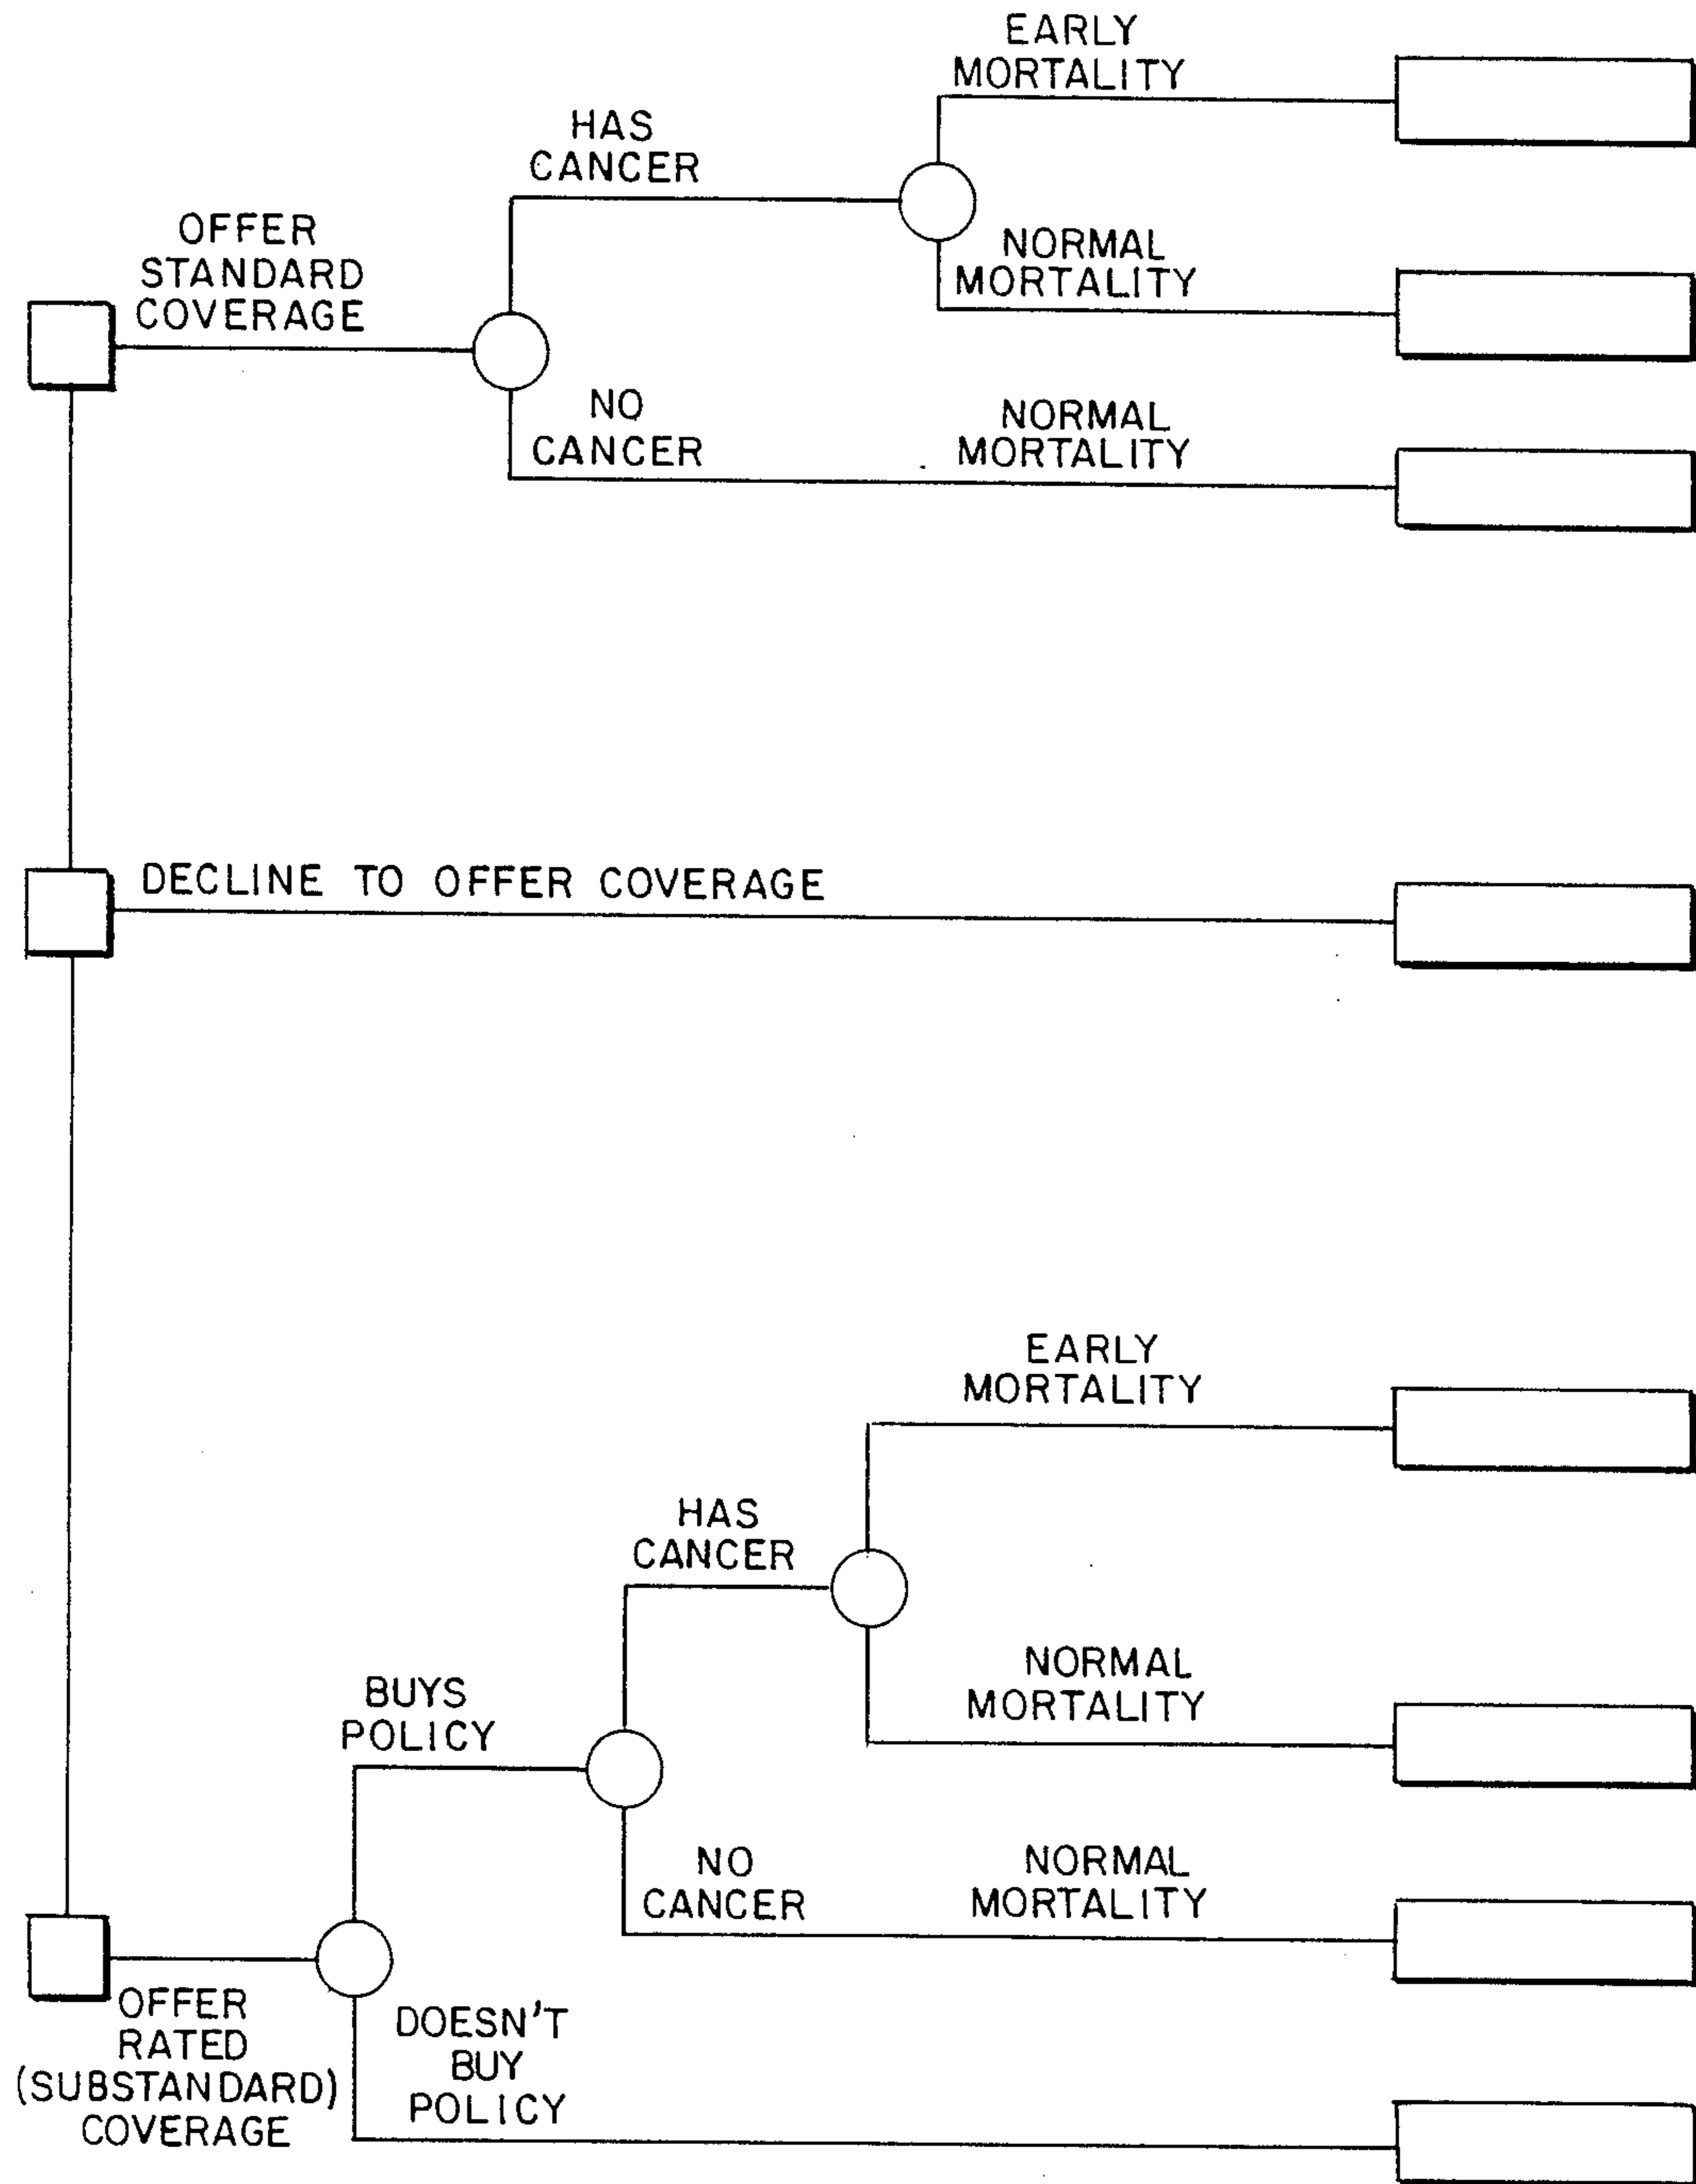 EARLY
MORTALITY
HAS
CANCER
OFFER
STANDARD
COVERAGE
NORMAL
MORTALITY
NO
CANCER
NORMAL
MORTALITY
DECLINE TO OFFER COVERAGE
EARLY
MORTALITY
HAS
CANCER
BUYS
POLICY
NORMAL
MORTALITY
NO
CANCER
NORMAL
MORTALITY
OFFER
RATED
(SUBSTANDARD)
COVERAGE
DOESN'T
BUY
POLICY